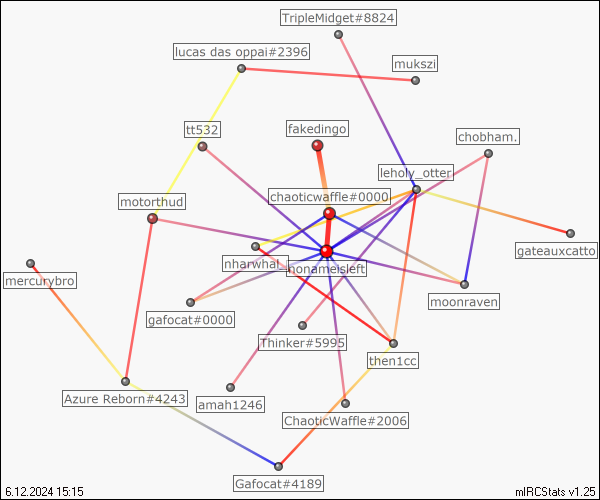 TripleMidget#8824
lucas das oppai#2396
mukszi
tt532
fakedingo
chobham.
leholy_otter
chaoticwaffle#0000
motorthud
gateauxcatto
nharwhal_
nonameisleft
mercurybro
moonraven
gafocat#0000
Thinker#5995
then1cc
Azure Reborn#4243
amah1246
ChaoticWaffle#2006
Gafocat#4189
6.12.2024 15:15
mIRCStats v1.25